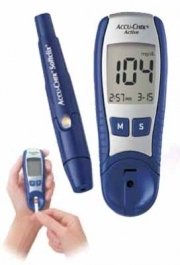 ACCU-CHEK® Softclix
ACCU-CHEK®
Active
mg/dL
104
2:57 PM 3-15
M S